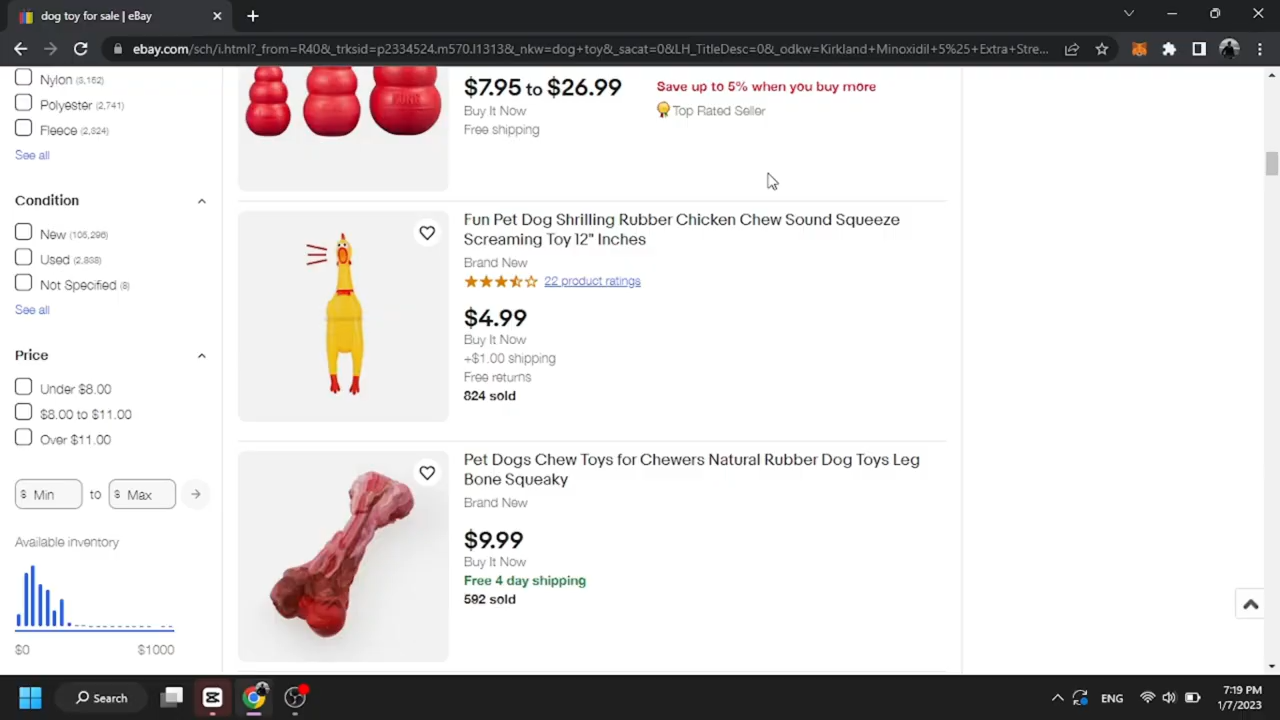 dog toy for sale | eBay
ebay.com/sch/i.html?_from=R40&_trksid=p2334524.m570.l1313&_nkw=dog+toy&_sacat=0&LH_TitleDesc=0&_odkw=Kirkland+Minoxidil+5%25+Extra+Stre...
Nylon (3,152)
Polyester (2,741)
Fleece (2,324)
See all
Condition
New (105,296)
Used (2,838)
Not Specified (8)
See all
Price
Under $8.00
$8.00 to $11.00
Over $11.00
$ Min to $ Max
Available inventory
$0 $1000
KONG
$7.95 to $26.99
Buy It Now
Free shipping
Save up to 5% when you buy more
Top Rated Seller
Fun Pet Dog Shrilling Rubber Chicken Chew Sound Squeeze
Screaming Toy 12" Inches
Brand New
22 product ratings
$4.99
Buy It Now
+$1.00 shipping
Free returns
824 sold
Pet Dogs Chew Toys for Chewers Natural Rubber Dog Toys Leg
Bone Squeaky
Brand New
$9.99
Buy It Now
Free 4 day shipping
592 sold
Search
ENG
7:19 PM
1/7/2023